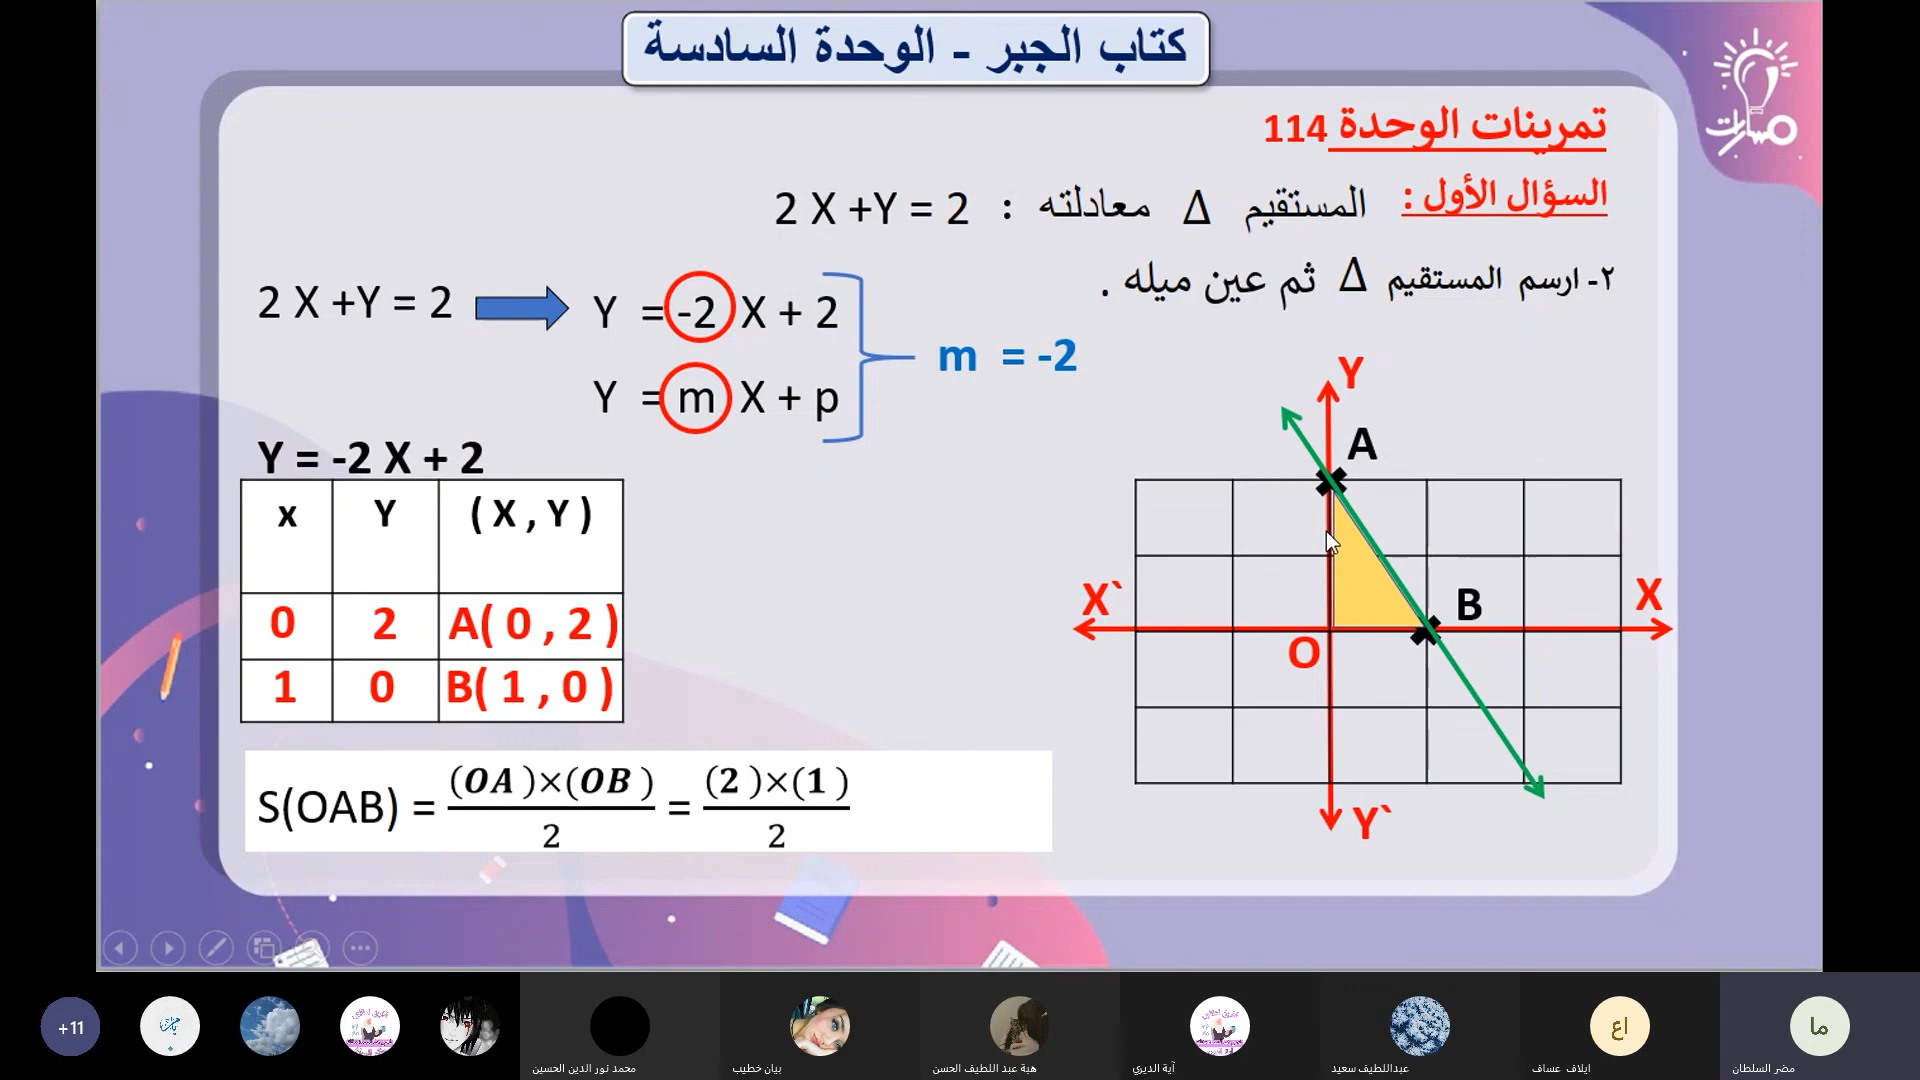 كتاب الجبر - الوحدة السادسة
مسارات
تمرينات الوحدة 114
السؤال الأول : المستقيم Δ معادلته : 2 X +Y = 2
٢- ارسم المستقيم Δ ثم عين ميله .
2 X +Y = 2
Y = -2 X + 2
Y = m X + p
m = -2
Y = -2 X + 2
x Y ( X , Y )
0 2 A( 0 , 2 )
1 0 B( 1 , 0 )
Y
A
X` B X
O
Y`
S(OAB) = (OA )×(OB ) / 2 = (2 )×(1 ) / 2
+11
محمد نور الدين الحسين
بيان خطيب
هبة عبد اللطيف الحسن
آية الديري
عبداللطيف سعيد
اع
ايلاف عساف
ما
مضر السلطان